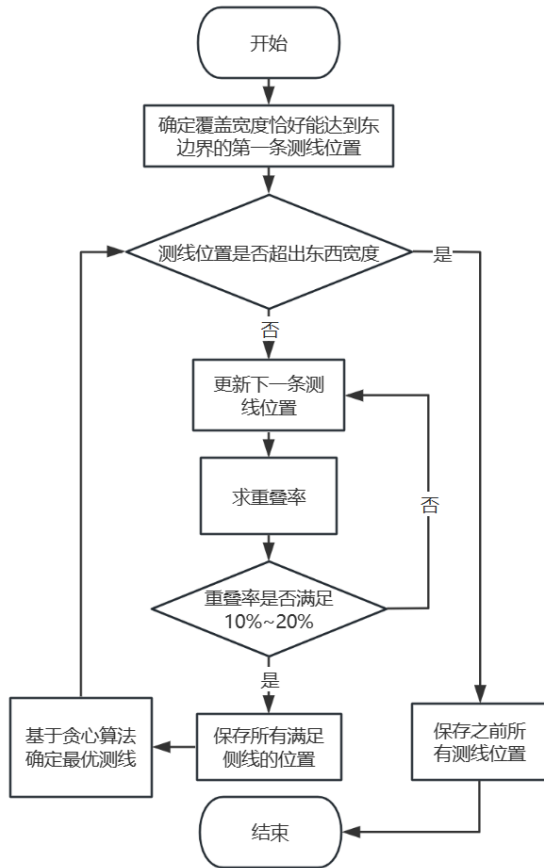 开始
确定覆盖宽度恰好能达到东
边界的第一条测线位置
测线位置是否超出东西宽度
是
否
更新下一条测
线位置
求重叠率
否
重叠率是否满足
10%~20%
是
基于贪心算法
确定最优测线
保存所有满足
侧线的位置
保存之前所
有测线位置
结束